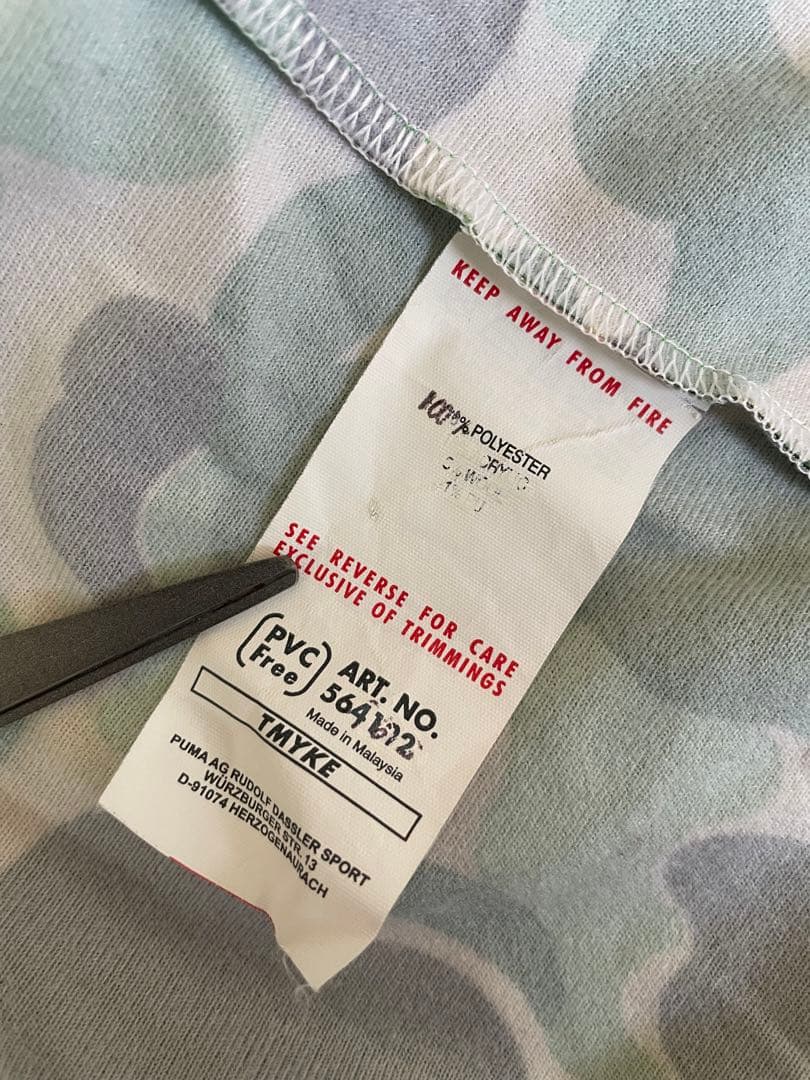 KEEP AWAY FROM FIRE
100% POLYESTER
SEE REVERSE FOR CARE
EXCLUSIVE OF TRIMMINGS
PVC
Free
ART. NO.
Made in Malaysia
TMYKE
PUMA AG RUDOLF DASSLER SPORT
WÜRZBURGER STR. 13
D-91074 HERZOGENAURACH